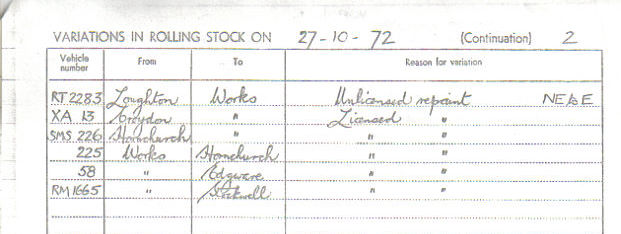 VARIATIONS IN ROLLING STOCK ON 27-10-72 (Continuation) 2
Vehicle number From To Reason for variation
RT 2283 Loughton Works Unlicensed repaint NE to E
XA 13 Croydon " Licensed "
SMS 226 Hornchurch " " "
225 Works Hornchurch " "
58 " Edgware " "
RM 1665 " Stockwell " "